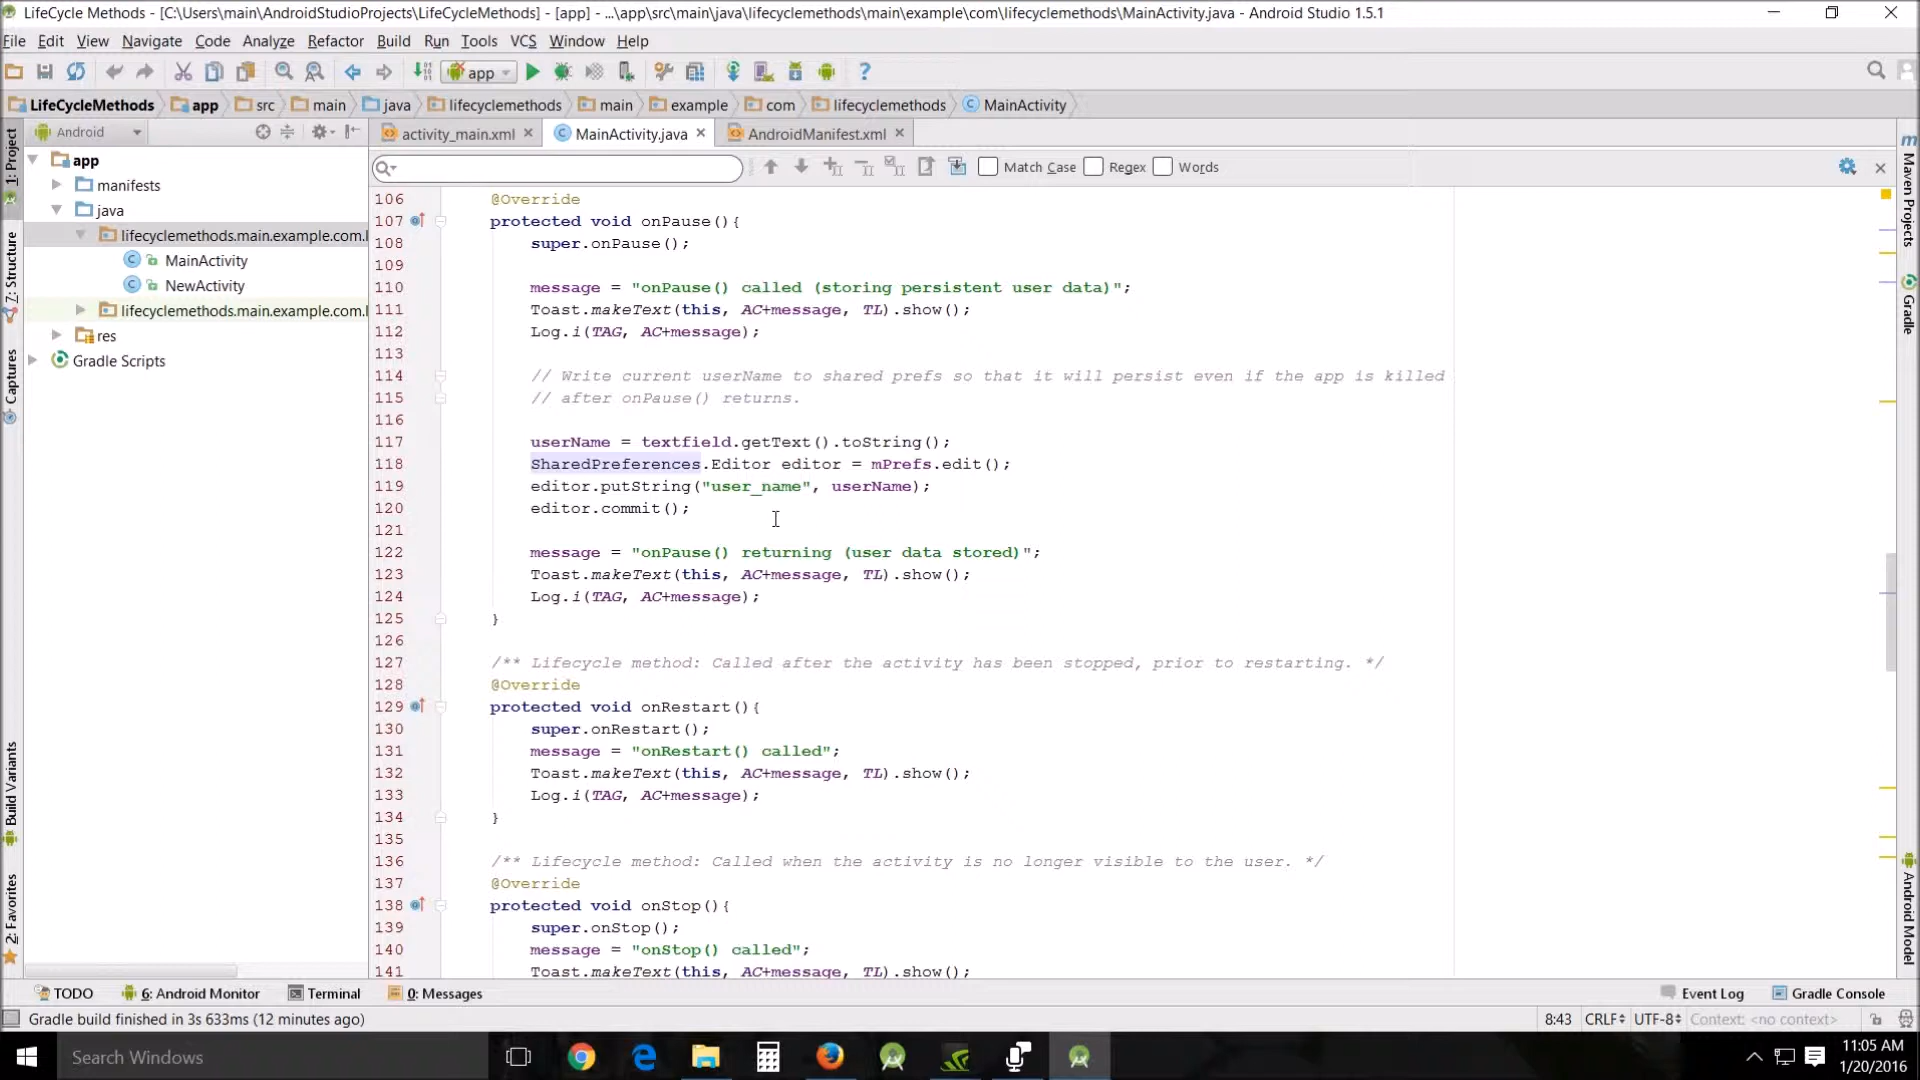 LifeCycle Methods - [C:\Users\main\AndroidStudioProjects\LifeCycleMethods] - [app] - ...\app\src\main\java\lifecyclemethods\main\example\com\lifecyclemethods\MainActivity.java - Android Studio 1.5.1
File Edit View Navigate Code Analyze Refactor Build Run Tools VCS Window Help
app
LifeCycleMethods app src main java lifecyclemethods main example com lifecyclemethods MainActivity
Android
activity_main.xml MainActivity.java AndroidManifest.xml
Match Case Regex Words
1: Project
7: Structure
Captures
Build Variants
2: Favorites
app
manifests
java
lifecyclemethods.main.example.com.l
MainActivity
NewActivity
lifecyclemethods.main.example.com.l
res
Gradle Scripts
106 @Override
107 protected void onPause(){
108 super.onPause();
109
110 message = "onPause() called (storing persistent user data)";
111 Toast.makeText(this, AC+message, TL).show();
112 Log.i(TAG, AC+message);
113
114 // Write current userName to shared prefs so that it will persist even if the app is killed
115 // after onPause() returns.
116
117 userName = textfield.getText().toString();
118 SharedPreferences.Editor editor = mPrefs.edit();
119 editor.putString("user_name", userName);
120 editor.commit();
121
122 message = "onPause() returning (user data stored)";
123 Toast.makeText(this, AC+message, TL).show();
124 Log.i(TAG, AC+message);
125 }
126
127 /** Lifecycle method: Called after the activity has been stopped, prior to restarting. */
128 @Override
129 protected void onRestart(){
130 super.onRestart();
131 message = "onRestart() called";
132 Toast.makeText(this, AC+message, TL).show();
133 Log.i(TAG, AC+message);
134 }
135
136 /** Lifecycle method: Called when the activity is no longer visible to the user. */
137 @Override
138 protected void onStop(){
139 super.onStop();
140 message = "onStop() called";
141 Toast.makeText(this, AC+message, TL).show();
m
Maven Projects
Gradle
Android Model
TODO 6: Android Monitor Terminal 0: Messages Event Log Gradle Console
Gradle build finished in 3s 633ms (12 minutes ago) 8:43 CRLF UTF-8 Context: <no context>
Search Windows
11:05 AM
1/20/2016